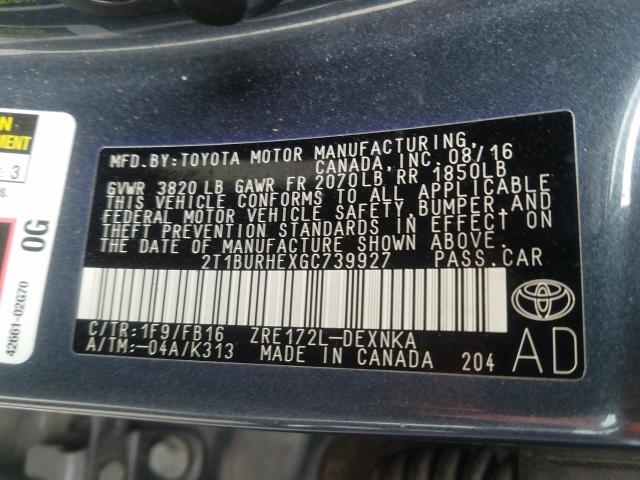 MFD.BY:TOYOTA MOTOR MANUFACTURING,
CANADA,INC.08/16
GVWR 3820LB GAWR FR 2070LB RR 1850LB
THIS VEHICLE CONFORMS TO ALL APPLICABLE
FEDERAL MOTOR VEHICLE SAFETY,BUMPER,AND
THEFT PREVENTION STANDARDS IN EFFECT ON
THE DATE OF MANUFACTURE SHOWN ABOVE.
2T1BURHEXGC739927 PASS.CAR
C/TR:1F9/FB16 ZRE172L-DEXNKA
A/TM:-04A/K313 MADE IN CANADA 204
AD
3
0G
42661-02G70